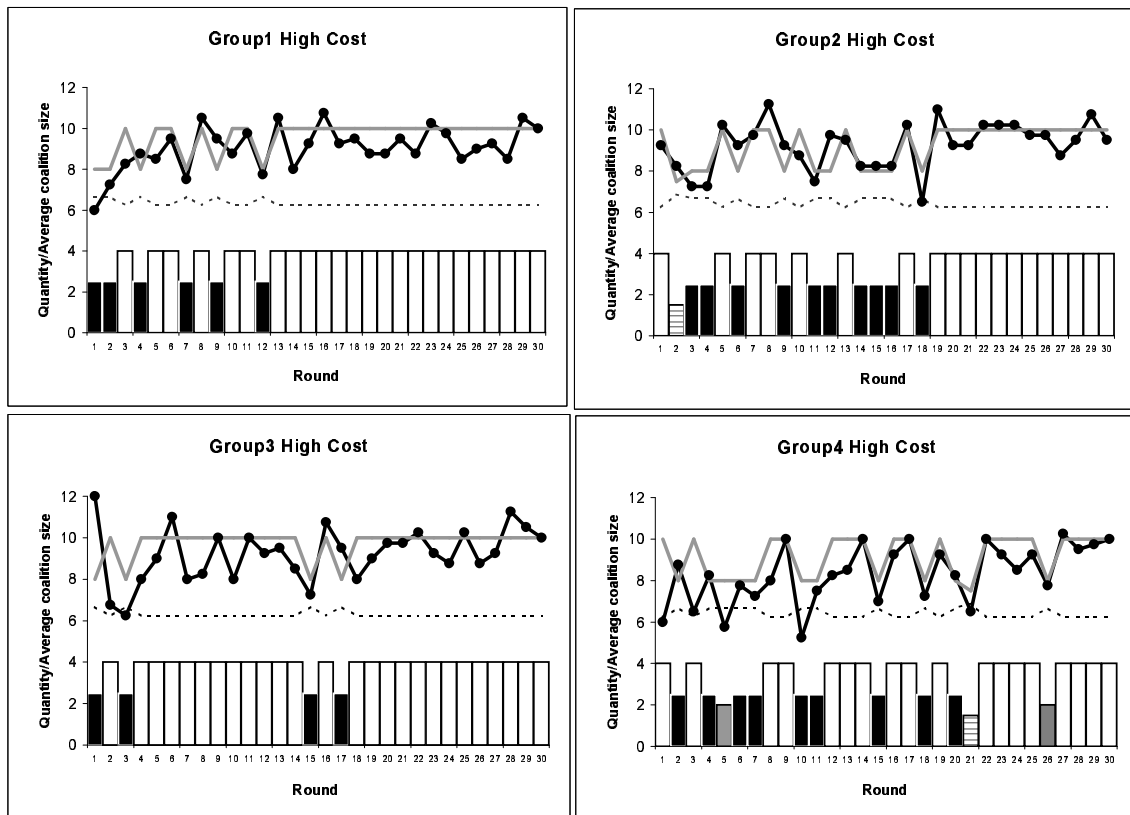 Group1 High Cost
Quantity/Average coalition size
12
10
8
6
4
2
0
1 2 3 4 5 6 7 8 9 10 11 12 13 14 15 16 17 18 19 20 21 22 23 24 25 26 27 28 29 30
Round
Group2 High Cost
Quantity/Average coalition size
12
10
8
6
4
2
0
1 2 3 4 5 6 7 8 9 10 11 12 13 14 15 16 17 18 19 20 21 22 23 24 25 26 27 28 29 30
Round
Group3 High Cost
Quantity/Average coalition size
12
10
8
6
4
2
0
1 2 3 4 5 6 7 8 9 10 11 12 13 14 15 16 17 18 19 20 21 22 23 24 25 26 27 28 29 30
Round
Group4 High Cost
Quantity/Average coalition size
12
10
8
6
4
2
0
1 2 3 4 5 6 7 8 9 10 11 12 13 14 15 16 17 18 19 20 21 22 23 24 25 26 27 28 29 30
Round